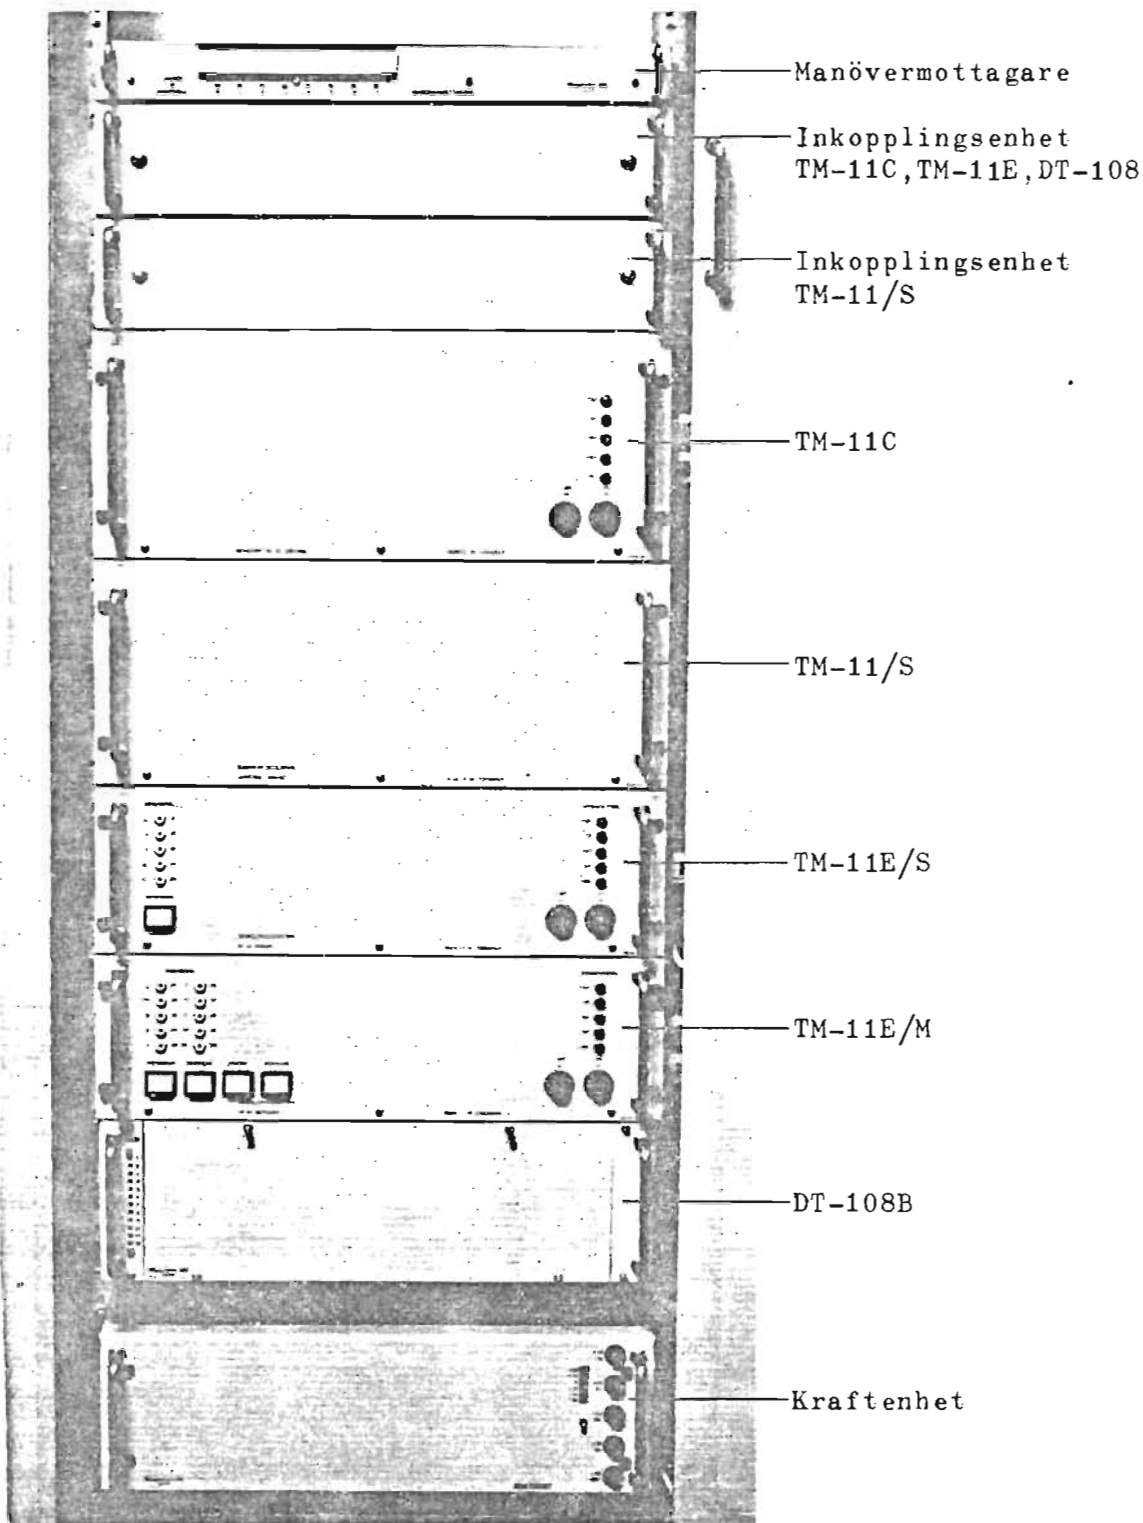 Manövermottagare
Inkopplingsenhet
TM-11C,TM-11E,DT-108
Inkopplingsenhet
TM-11/S
TM-11C
TM-11/S
TM-11E/S
TM-11E/M
DT-108B
Kraftenhet